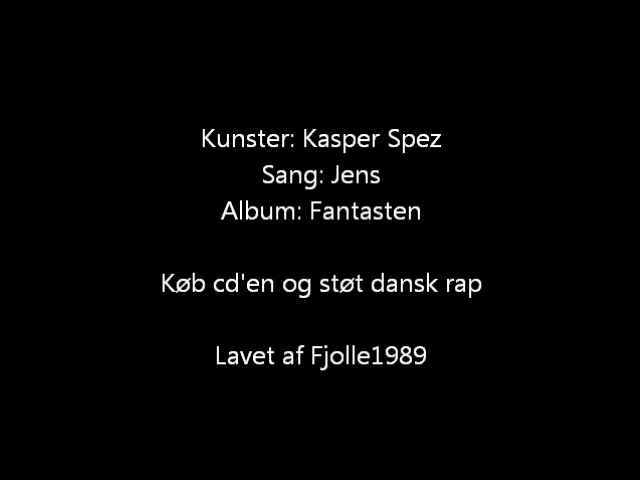 Kunster: Kasper Spez
Sang: Jens
Album: Fantasten
Køb cd'en og støt dansk rap
Lavet af Fjolle1989